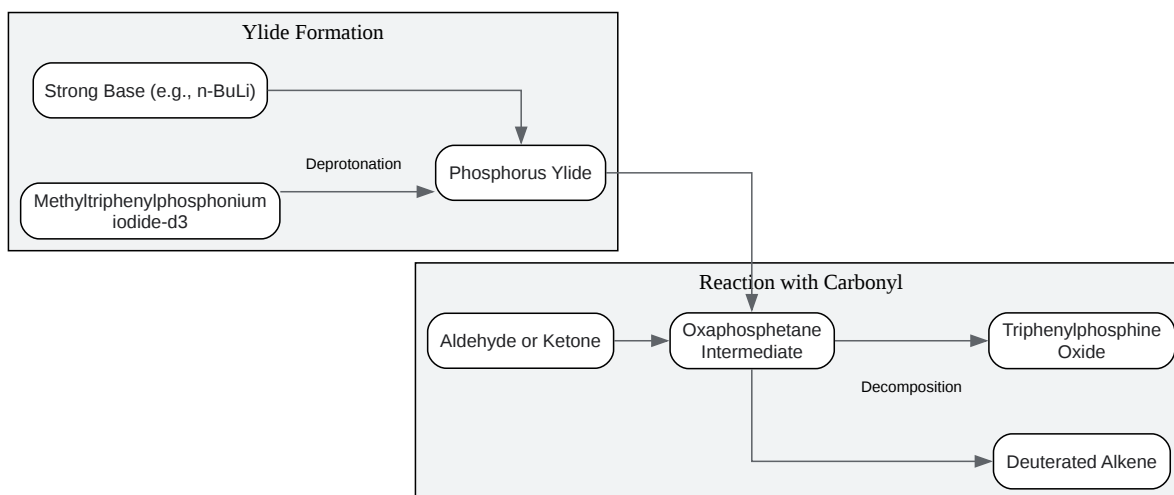 Ylide Formation
Strong Base (e.g., n-BuLi)
Deprotonation
Phosphorus Ylide
Methyltriphenylphosphonium
iodide-d3
Reaction with Carbonyl
Aldehyde or Ketone
Oxaphosphetane
Intermediate
Triphenylphosphine
Oxide
Decomposition
Deuterated Alkene